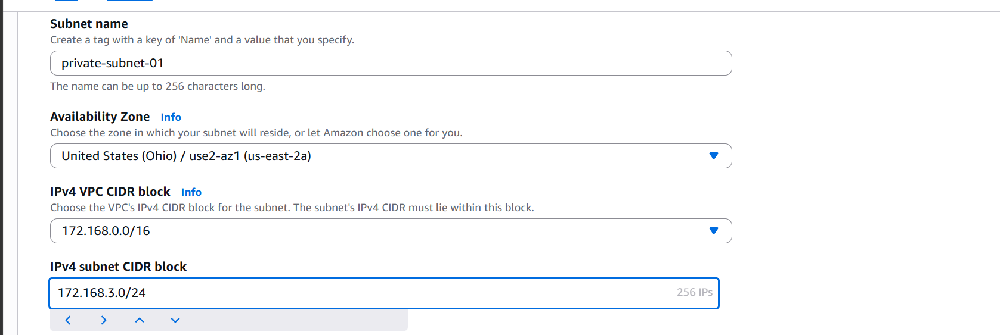 Subnet name
Create a tag with a key of 'Name' and a value that you specify.
private-subnet-01
The name can be up to 256 characters long.
Availability Zone Info
Choose the zone in which your subnet will reside, or let Amazon choose one for you.
United States (Ohio) / use2-az1 (us-east-2a)
IPv4 VPC CIDR block Info
Choose the VPC's IPv4 CIDR block for the subnet. The subnet's IPv4 CIDR must lie within this block.
172.168.0.0/16
IPv4 subnet CIDR block
172.168.3.0/24 256 IPs